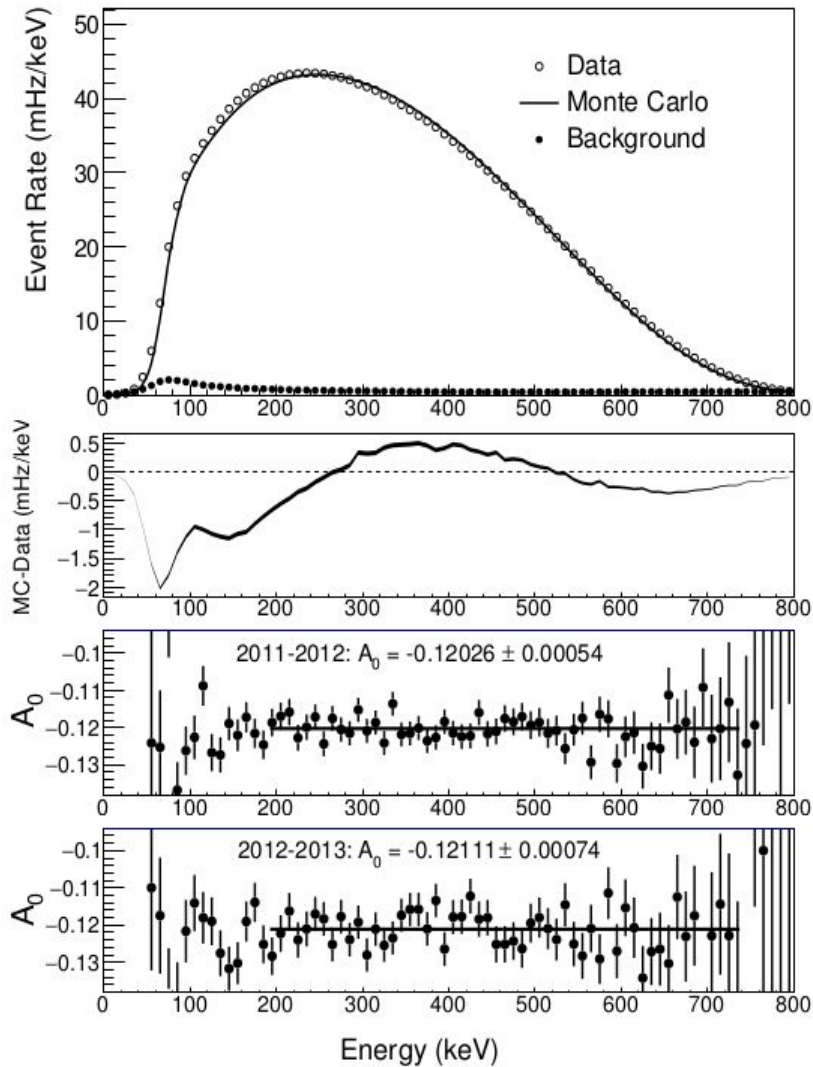 50
40
30
20
10
0
Event Rate (mHz/keV)
Data
Monte Carlo
Background
0 100 200 300 400 500 600 700 800
0.5
0
−0.5
−1
−1.5
−2
MC-Data (mHz/keV)
0 100 200 300 400 500 600 700 800
2011-2012: A0 = -0.12026 ± 0.00054
−0.1
−0.11
−0.12
−0.13
A0
0 100 200 300 400 500 600 700 800
2012-2013: A0 = -0.12111 ± 0.00074
−0.1
−0.11
−0.12
−0.13
A0
0 100 200 300 400 500 600 700 800
Energy (keV)